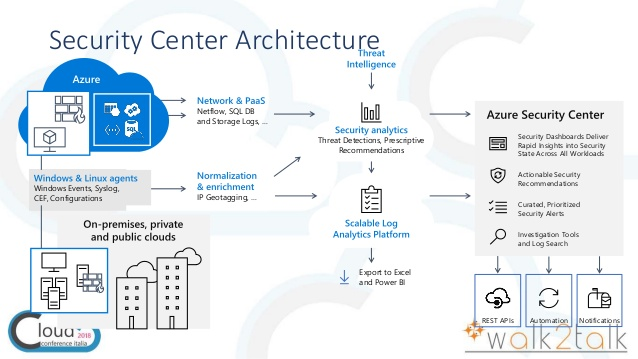 Security Center Architecture
Azure
Threat
Intelligence
Network & PaaS
Netflow, SQL DB
and Storage Logs, ...
SQL
Security analytics
Threat Detections, Prescriptive
Recommendations
Azure Security Center
Security Dashboards Deliver
Rapid Insights into Security
State Across All Workloads
Actionable Security
Recommendations
Curated, Prioritized
Security Alerts
Investigation Tools
and Log Search
Windows & Linux agents
Windows Events, Syslog,
CEF, Configurations
Normalization
& enrichment
IP Geotagging, ...
Scalable Log
Analytics Platform
On-premises, private
and public clouds
Export to Excel
and Power BI
REST APIs
Automation
Notifications
Cloud
2018
conference italia
walk2talk